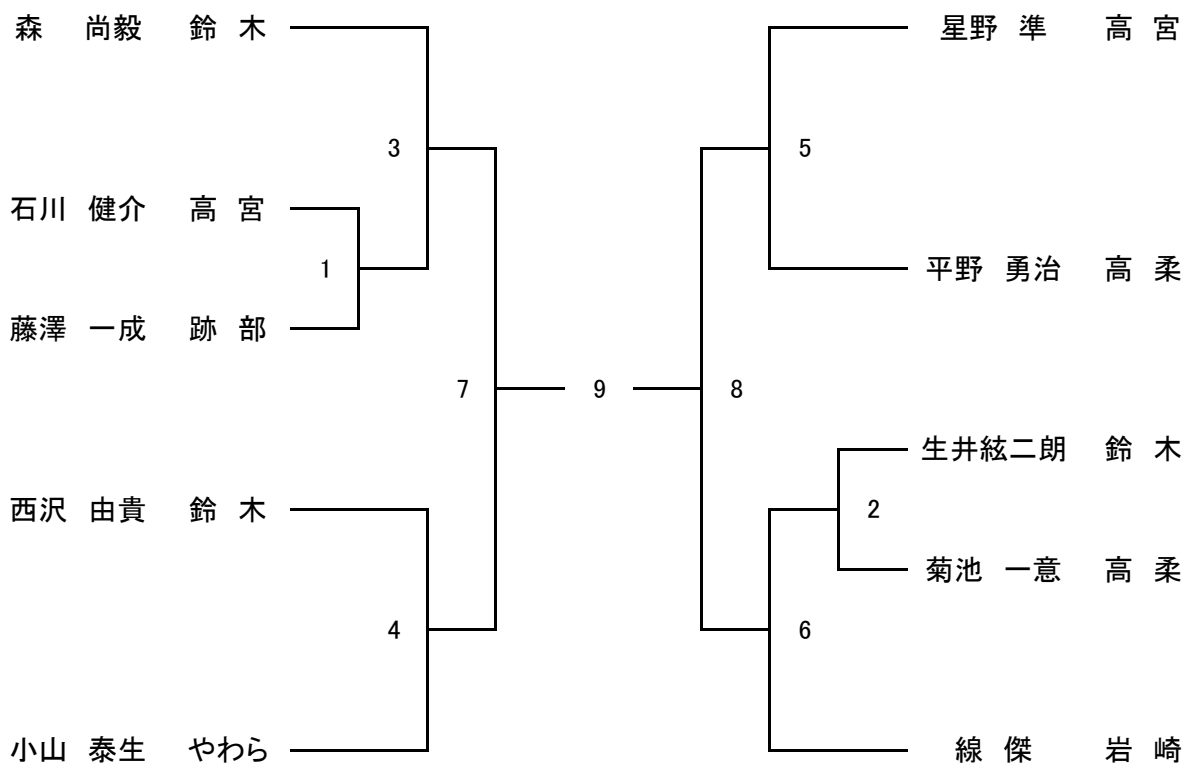 森 尚毅 鈴 木
星野 準 高 宮
3
5
石川 健介 高 宮
1
平野 勇治 高 柔
藤澤 一成 跡 部
7
9
8
生井絃二朗 鈴 木
西沢 由貴 鈴 木
2
菊池 一意 高 柔
4
6
小山 泰生 やわら
線 傑 岩 崎